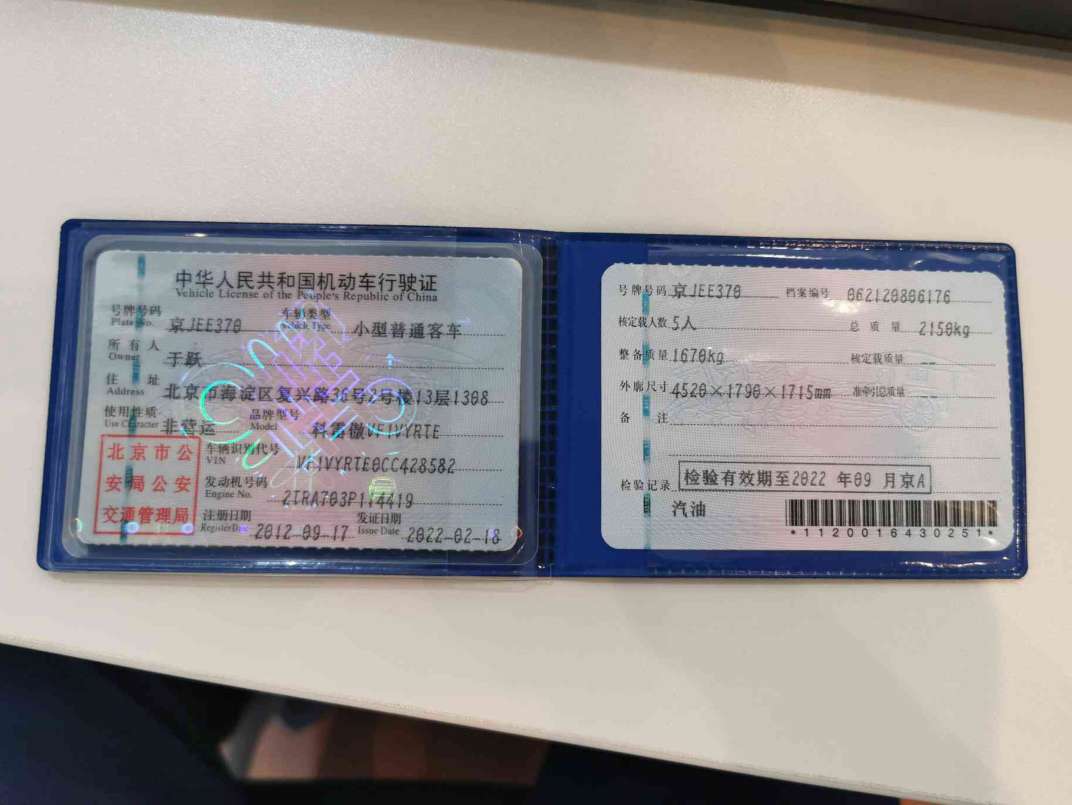 中华人民共和国机动车行驶证
Vehicle License of the People's Republic of China
号牌号码 京JEE370 车辆类型 小型普通客车
Plate No. Vehicle Type
所有人 于跃
Owner
住址 北京市海淀区复兴路36号2号楼13层1308
Address
使用性质 非营运 品牌型号 科雷傲VF1VYRTE
Use Character Model
北京市公安局公安交通管理局
车辆识别代号 VF1VYRTE0CC428582
VIN
发动机号码 2TRA703P114419
Engine No.
注册日期 2012-09-17 发证日期 2022-02-18
Register Date Issue Date
号牌号码 京JEE370 档案编号 062120806176
核定载人数 5人 总质量 2150kg
整备质量 1670kg 核定载质量
外廓尺寸 4520×1790×1715mm 准牵引总质量
备注
检验记录 检验有效期至2022年09月京A
汽油
*1120016430251*